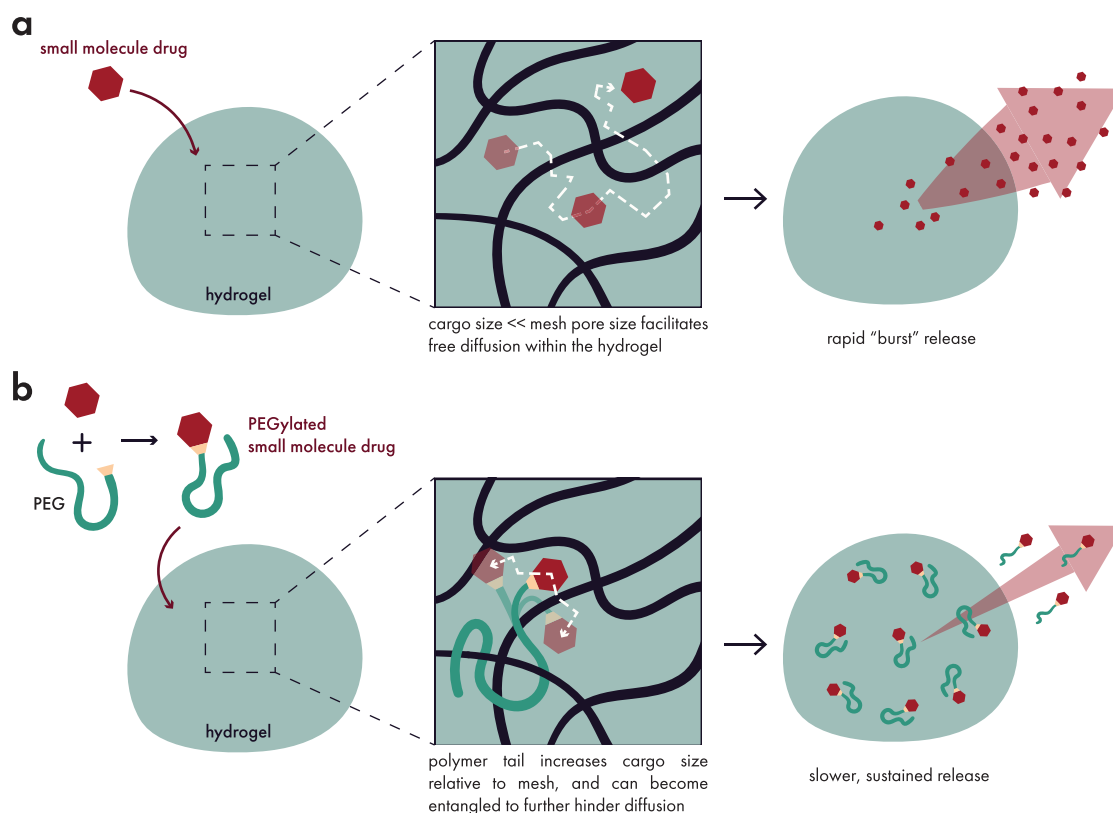 a
small molecule drug
hydrogel
cargo size << mesh pore size facilitates
free diffusion within the hydrogel
rapid “burst” release
b
+
PEG
PEGylated
small molecule drug
hydrogel
polymer tail increases cargo size
relative to mesh, and can become
entangled to further hinder diffusion
slower, sustained release